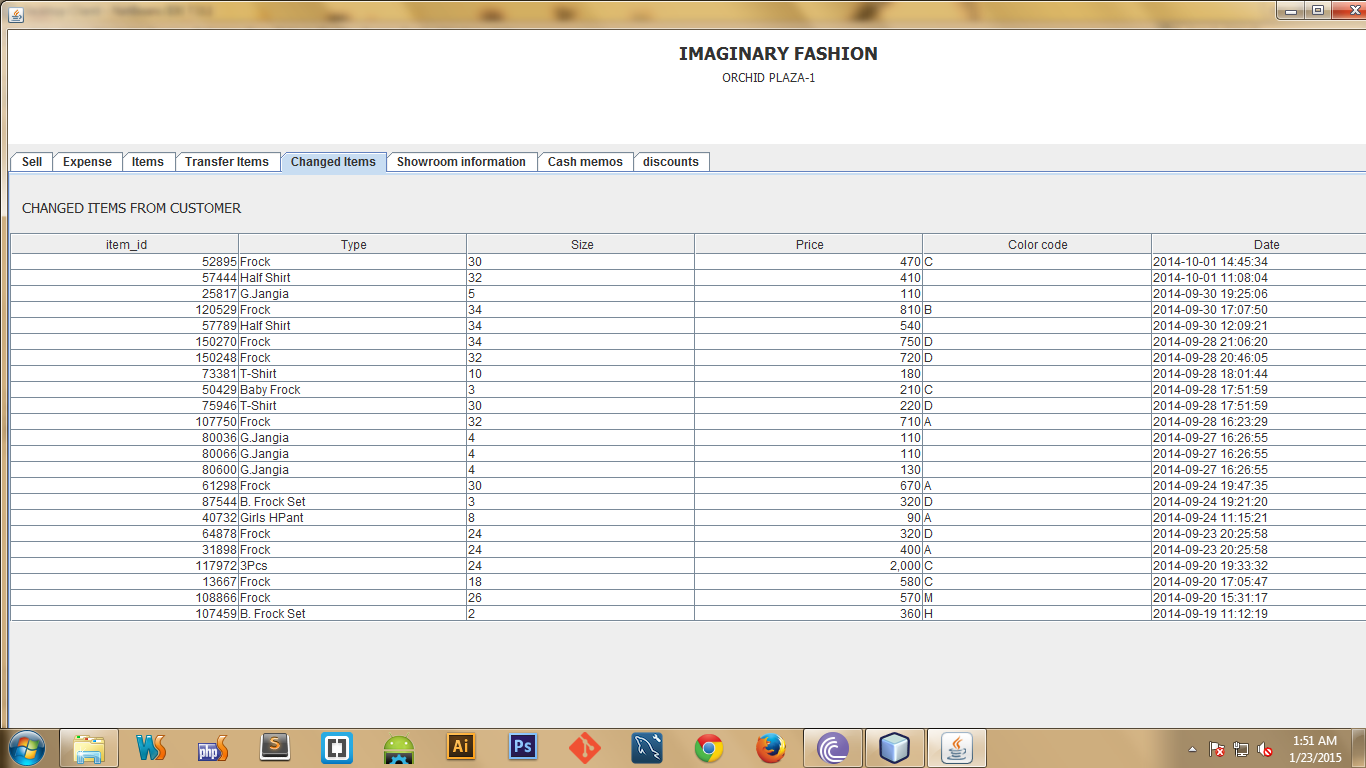 IMAGINARY FASHION
ORCHID PLAZA-1
Sell Expense Items Transfer Items Changed Items Showroom information Cash memos discounts
CHANGED ITEMS FROM CUSTOMER
item_id Type Size Price Color code Date
52895 Frock 30 470 C 2014-10-01 14:45:34
57444 Half Shirt 32 410 2014-10-01 11:08:04
25817 G.Jangia 5 110 2014-09-30 19:25:06
120529 Frock 34 810 B 2014-09-30 17:07:50
57789 Half Shirt 34 540 2014-09-30 12:09:21
150270 Frock 34 750 D 2014-09-28 21:06:20
150248 Frock 32 720 D 2014-09-28 20:46:05
73381 T-Shirt 10 180 2014-09-28 18:01:44
50429 Baby Frock 3 210 C 2014-09-28 17:51:59
75946 T-Shirt 30 220 D 2014-09-28 17:51:59
107750 Frock 32 710 A 2014-09-28 16:23:29
80036 G.Jangia 4 110 2014-09-27 16:26:55
80066 G.Jangia 4 110 2014-09-27 16:26:55
80600 G.Jangia 4 130 2014-09-27 16:26:55
61298 Frock 30 670 A 2014-09-24 19:47:35
87544 B. Frock Set 3 320 D 2014-09-24 19:21:20
40732 Girls HPant 8 90 A 2014-09-24 11:15:21
64878 Frock 24 320 D 2014-09-23 20:25:58
31898 Frock 24 400 A 2014-09-23 20:25:58
117972 3Pcs 24 2,000 C 2014-09-20 19:33:32
13667 Frock 18 580 C 2014-09-20 17:05:47
108866 Frock 26 570 M 2014-09-20 15:31:17
107459 B. Frock Set 2 360 H 2014-09-19 11:12:19
WS php S S Ai Ps
1:51 AM
1/23/2015